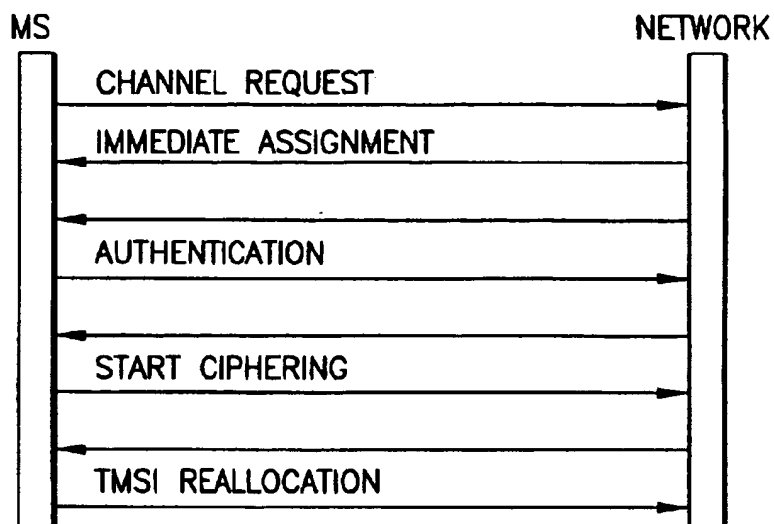 MS NETWORK
CHANNEL REQUEST
IMMEDIATE ASSIGNMENT
AUTHENTICATION
START CIPHERING
TMSI REALLOCATION